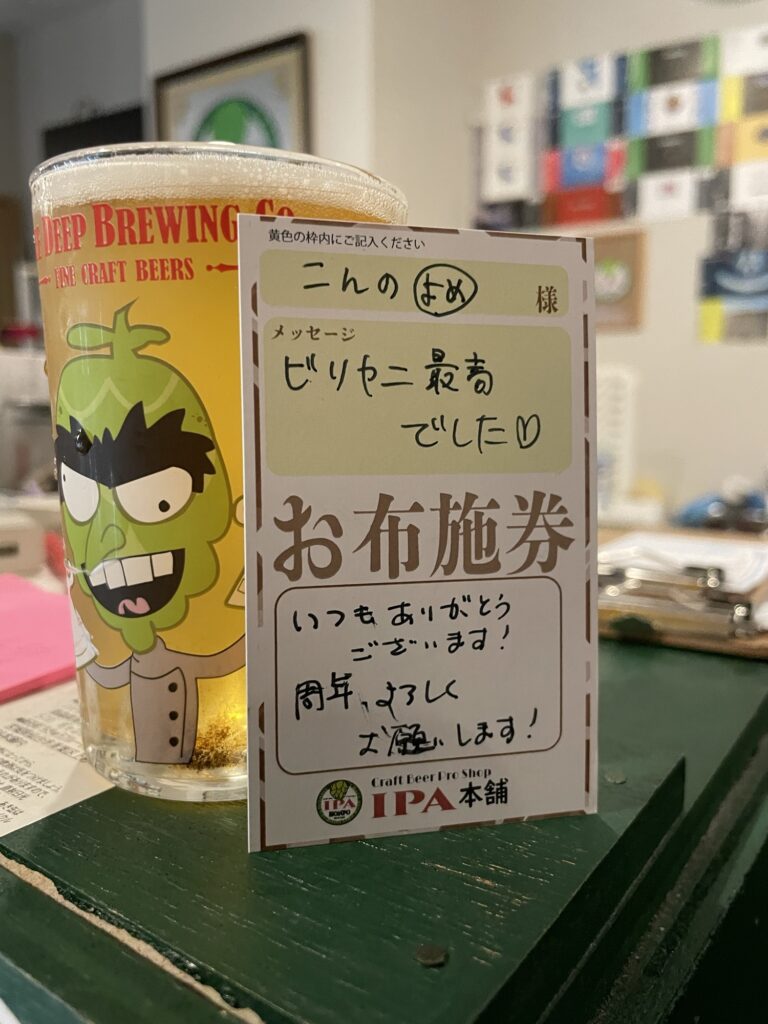 E DEEP BREWING CO
FINE CRAFT BEERS
黄色の枠内にご記入ください
こんの よめ 様
メッセージ
ビリヤニ最高
でした♡
お布施券
いつもありがとう
ございます!
周年、よろしく
お願いします!
Craft Beer Pro Shop
IPA本舗
IPA
HONPO